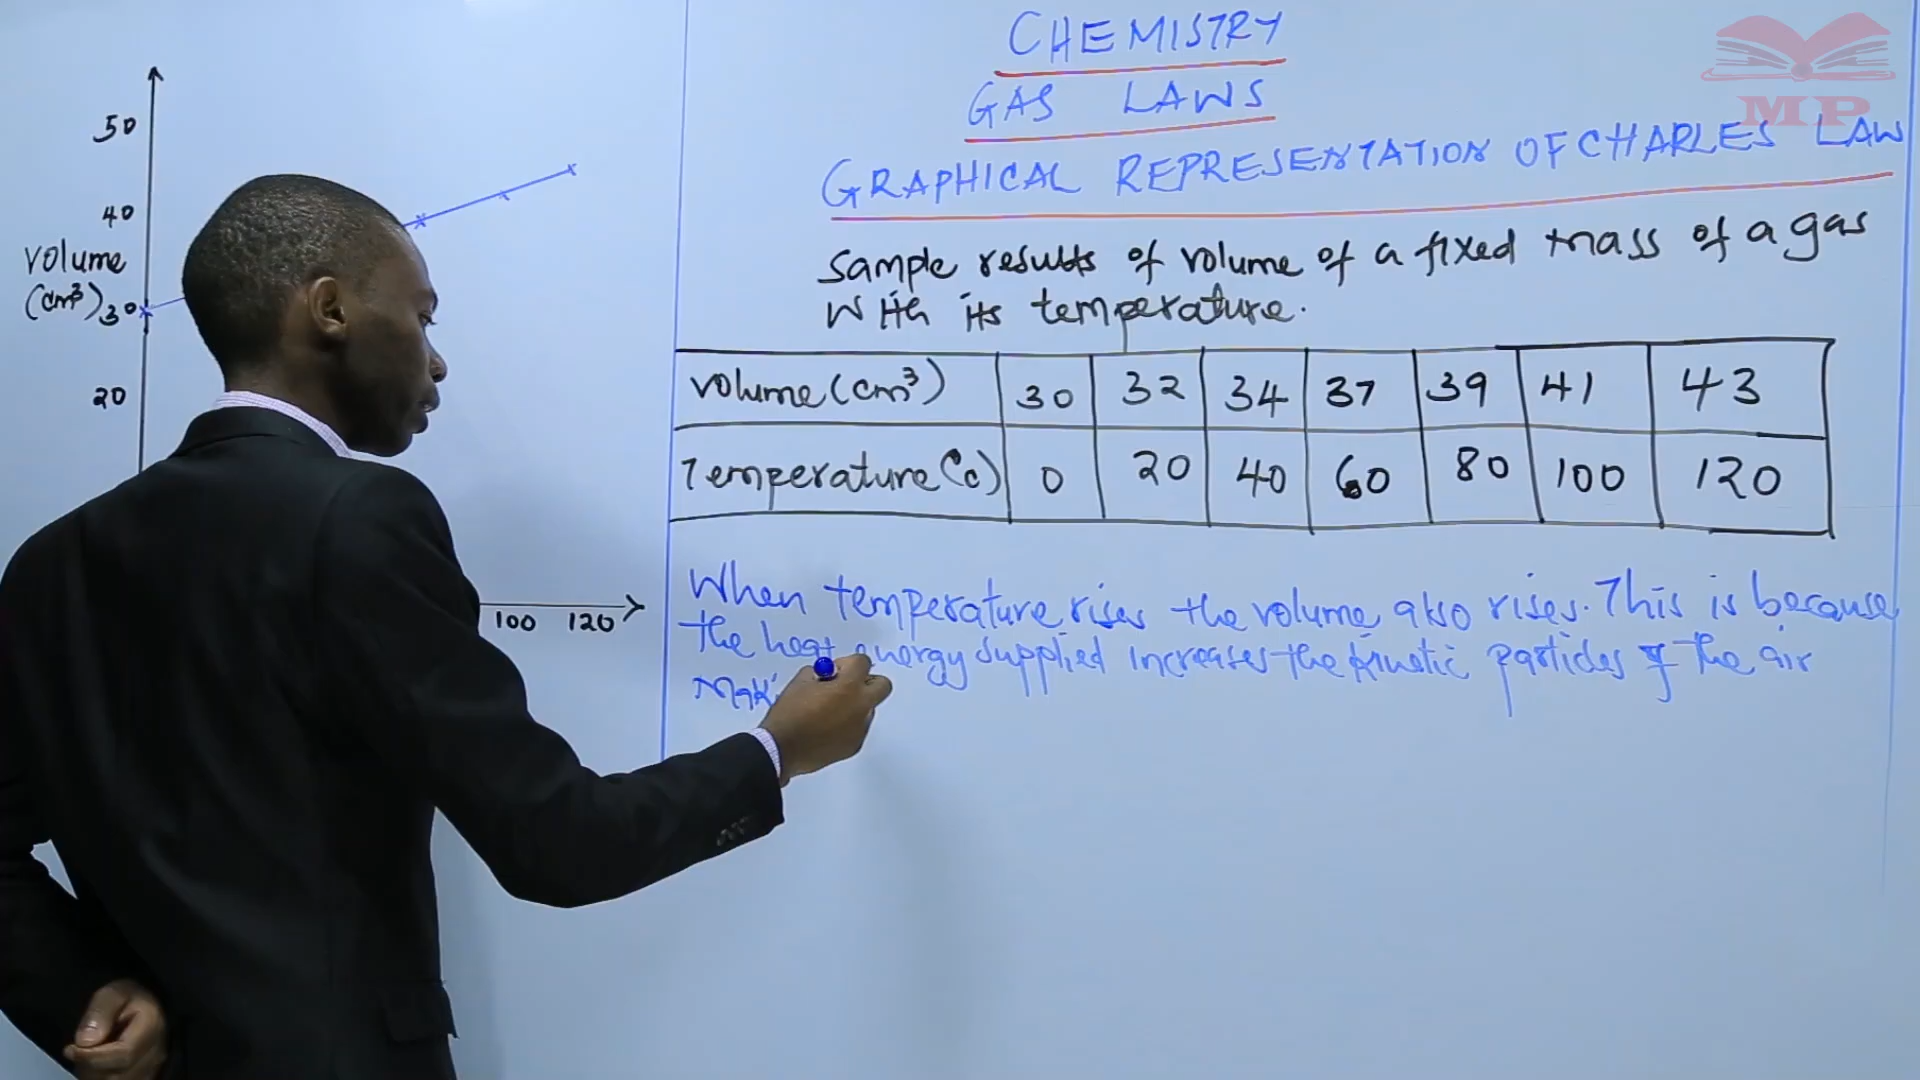 CHEMISTRY
GAS LAWS
GRAPHICAL REPRESENTATION OF CHARLES LAW
Sample results of volume of a fixed mass of a gas
with its temperature.
Volume (cm³) 30 32 34 37 39 41 43
Temperature (°c) 0 20 40 60 80 100 120
When temperature rises the volume also rises. This is because
the heat energy supplied increases the kinetic particles of the air
50
40
Volume
(cm³) 30
20
100 120
MP